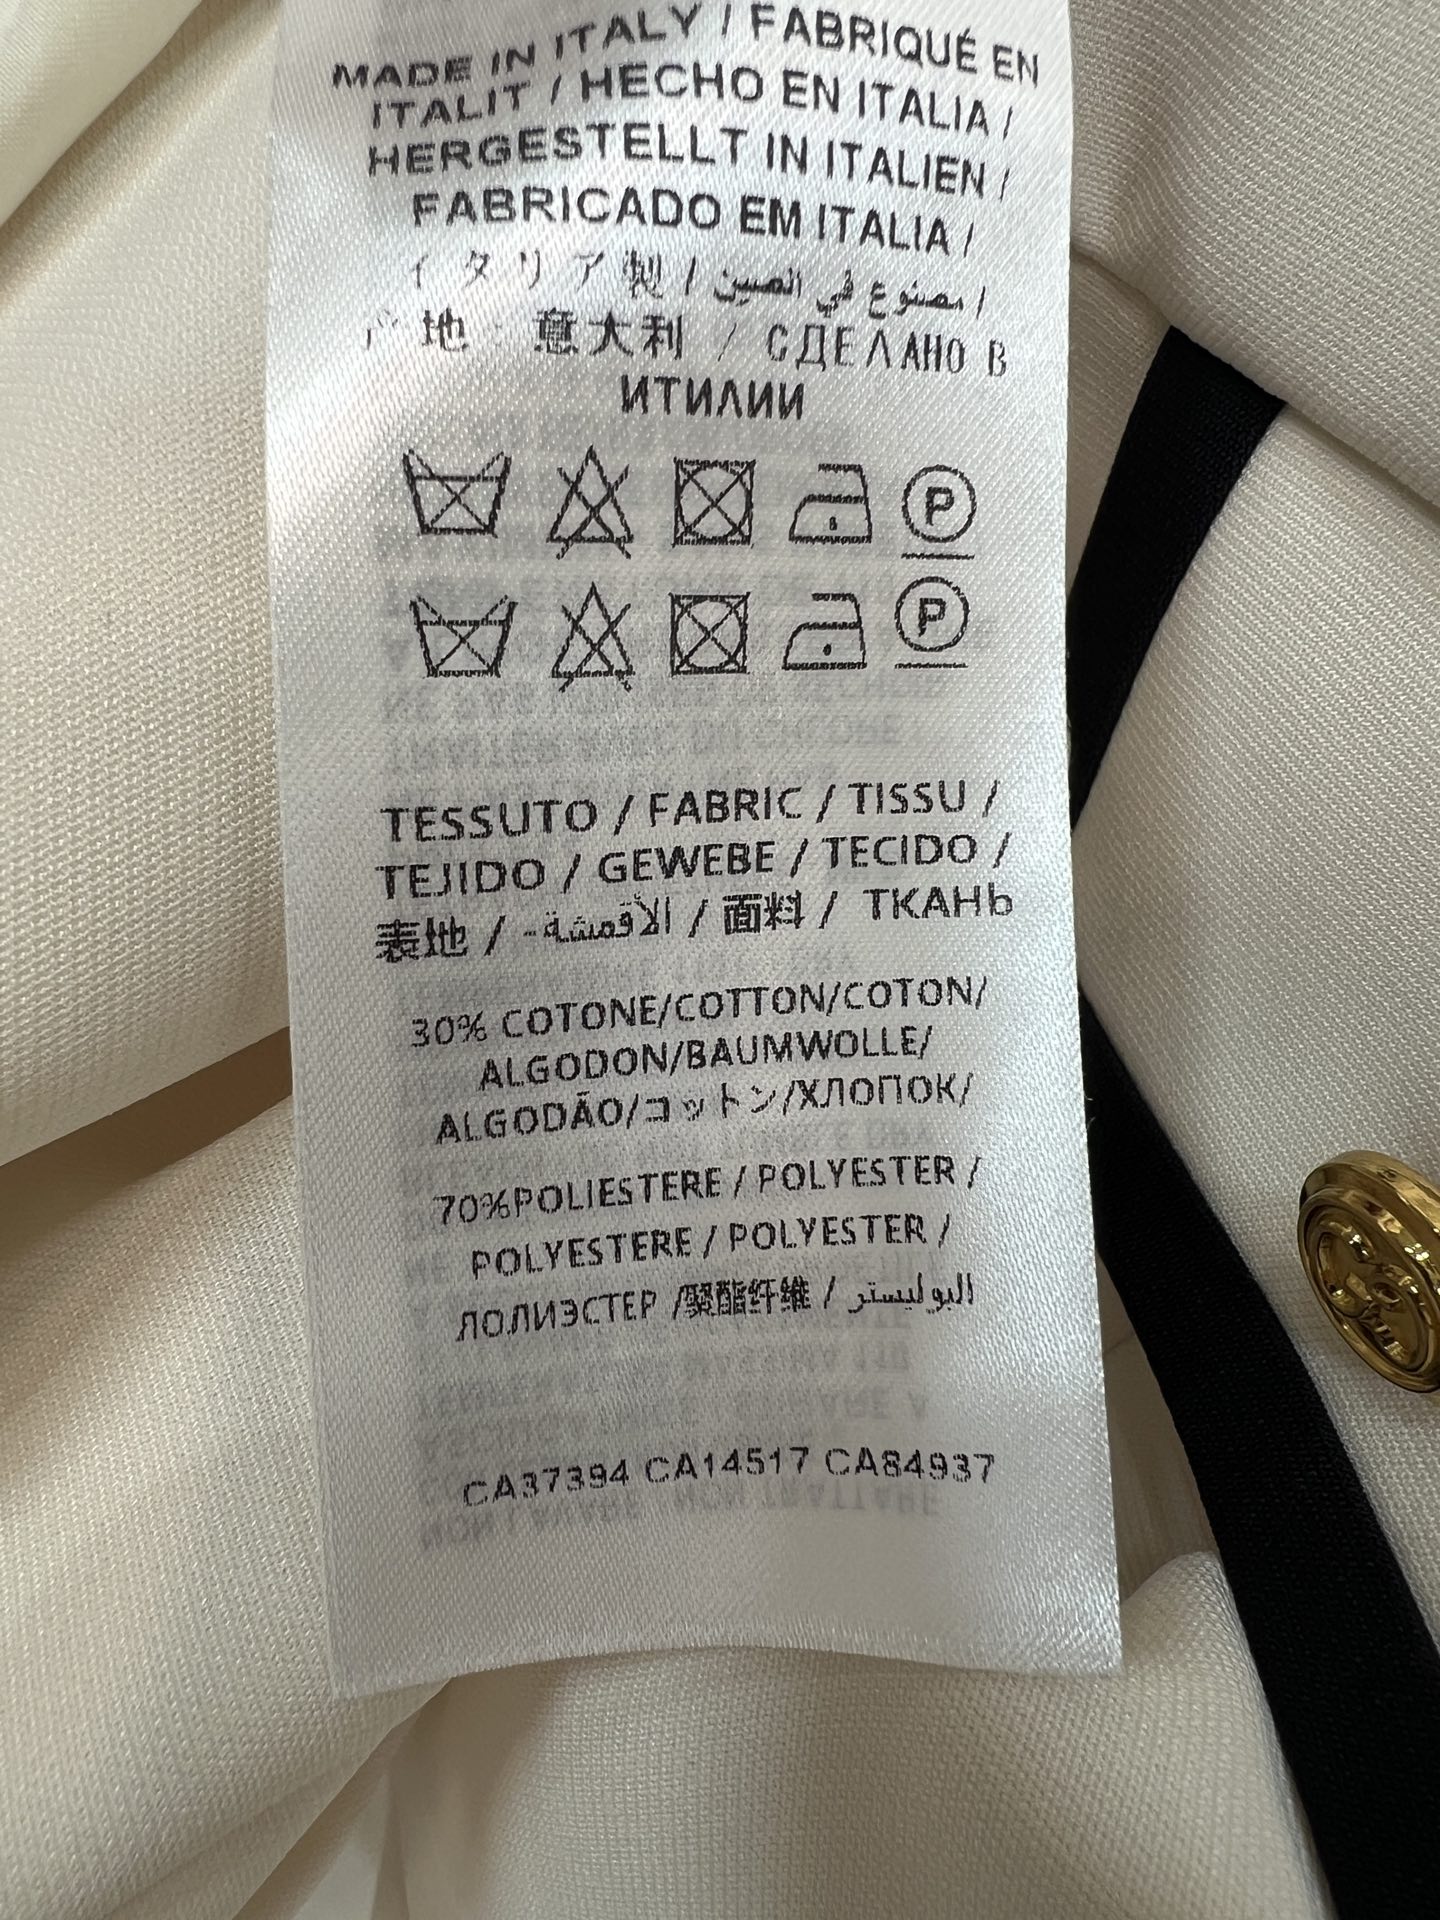 MADE IN ITALY / FABRIQUÉ EN
ITALIT / HECHO EN ITALIA /
HERGESTELLT IN ITALIEN /
FABRICADO EM ITALIA /
イタリア製 / مصنوع في الصين /
产地 · 意大利 / СДЕЛАНО В
ИТИЛИИ
P
P
TESSUTO / FABRIC / TISSU /
TEJIDO / GEWEBE / TECIDO /
表地 / الأقمشة- / 面料 / ТКАНЬ
30% COTONE/COTTON/COTON/
ALGODON/BAUMWOLLE/
ALGODÃO/コットン/ХЛОПОК/
70%POLIESTERE / POLYESTER /
POLYESTERE / POLYESTER /
ЛОЛИЭСТЕР /聚酯纤维 / البوليستر
CA37394 CA14517 CA84937